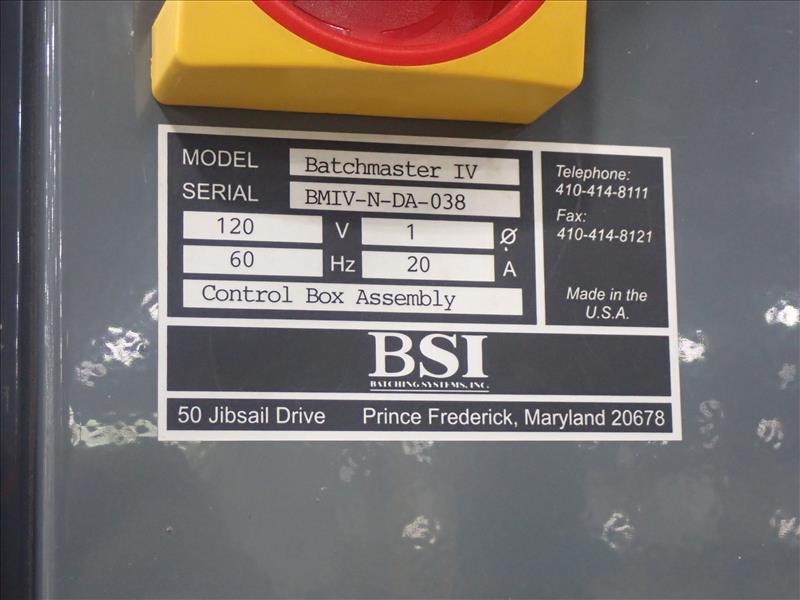 MODEL Batchmaster IV
SERIAL BMIV-N-DA-038
120 V 1 Ø
60 Hz 20 A
Control Box Assembly
Telephone:
410-414-8111
Fax:
410-414-8121
Made in the
U.S.A.
BSI
BATCHING SYSTEMS, INC.
50 Jibsail Drive Prince Frederick, Maryland 20678